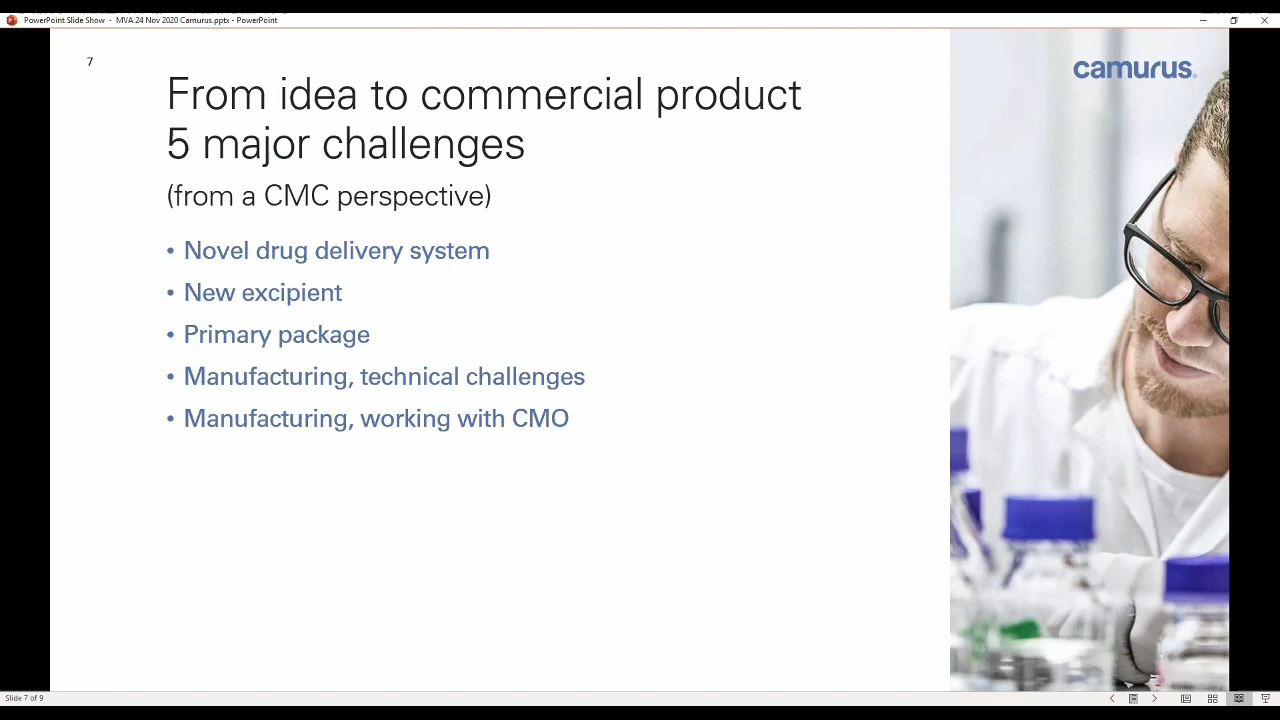 PowerPoint Slide Show - MVA 24 Nov 2020 Camurus.pptx - PowerPoint
7
camurus.
From idea to commercial product
5 major challenges
(from a CMC perspective)
• Novel drug delivery system
• New excipient
• Primary package
• Manufacturing, technical challenges
• Manufacturing, working with CMO
Slide 7 of 9